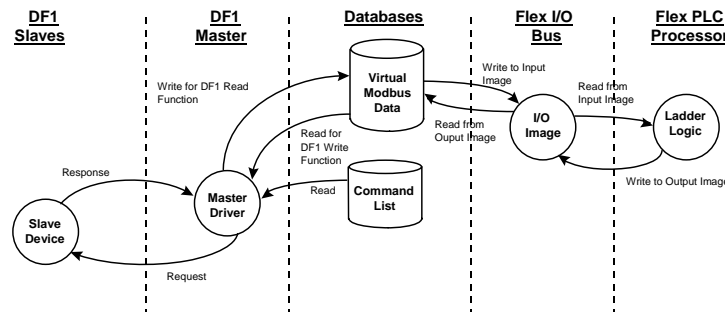 DF1
Slaves
DF1
Master
Databases
Flex I/O
Bus
Flex PLC
Processor
Write for DF1 Read
Function
Virtual
Modbus
Data
Write to Input
Image
Read from
Input Image
Read from
Ouput Image
I/O
Image
Ladder
Logic
Read for
DF1 Write
Function
Write to Output Image
Response
Master
Driver
Read
Command
List
Slave
Device
Request